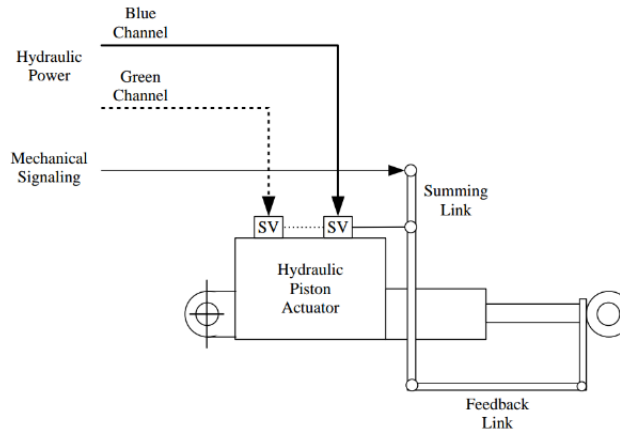 Blue
Channel
Hydraulic
Power
Green
Channel
Mechanical
Signaling
Summing
Link
SV
SV
Hydraulic
Piston
Actuator
Feedback
Link